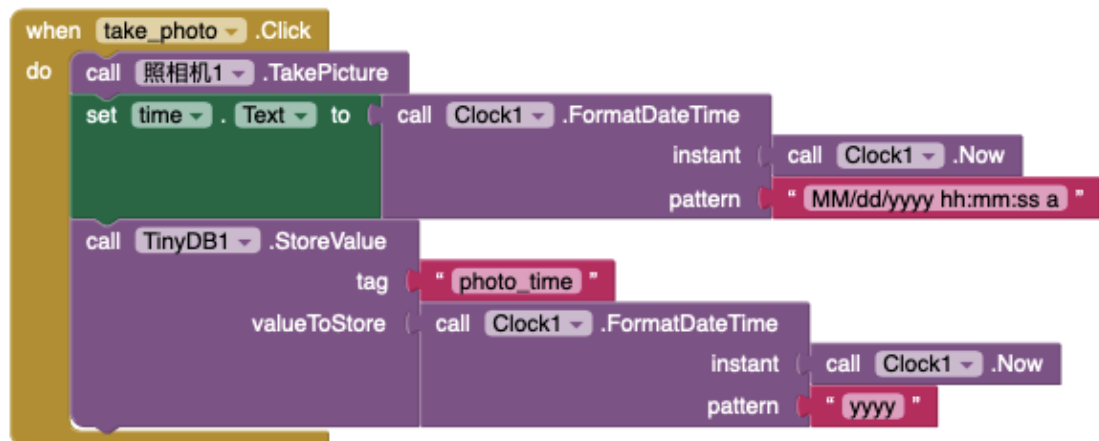 when take_photo .Click
do call 照相机1 .TakePicture
set time . Text to call Clock1 .FormatDateTime
instant call Clock1 .Now
pattern “ MM/dd/yyyy hh:mm:ss a ”
call TinyDB1 .StoreValue
tag “ photo_time ”
valueToStore call Clock1 .FormatDateTime
instant call Clock1 .Now
pattern “ yyyy ”